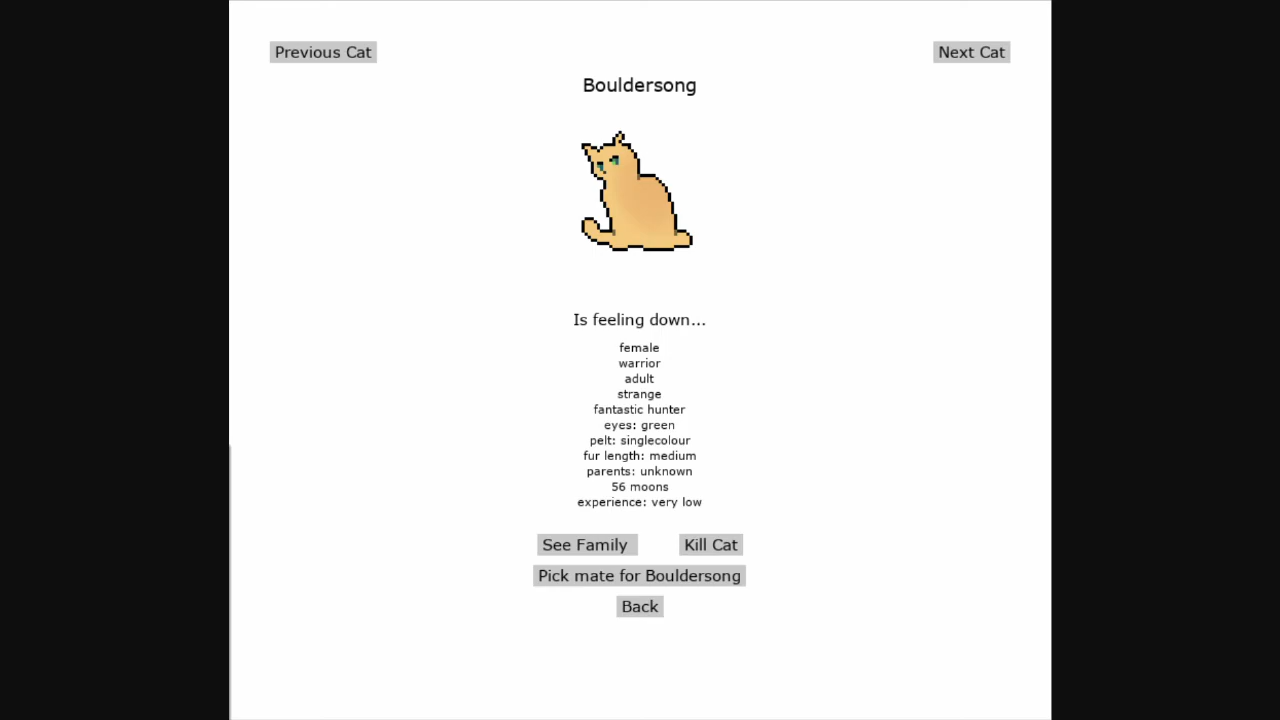 Previous Cat
Next Cat
Bouldersong
Is feeling down...
female
warrior
adult
strange
fantastic hunter
eyes: green
pelt: singlecolour
fur length: medium
parents: unknown
56 moons
experience: very low
See Family
Kill Cat
Pick mate for Bouldersong
Back